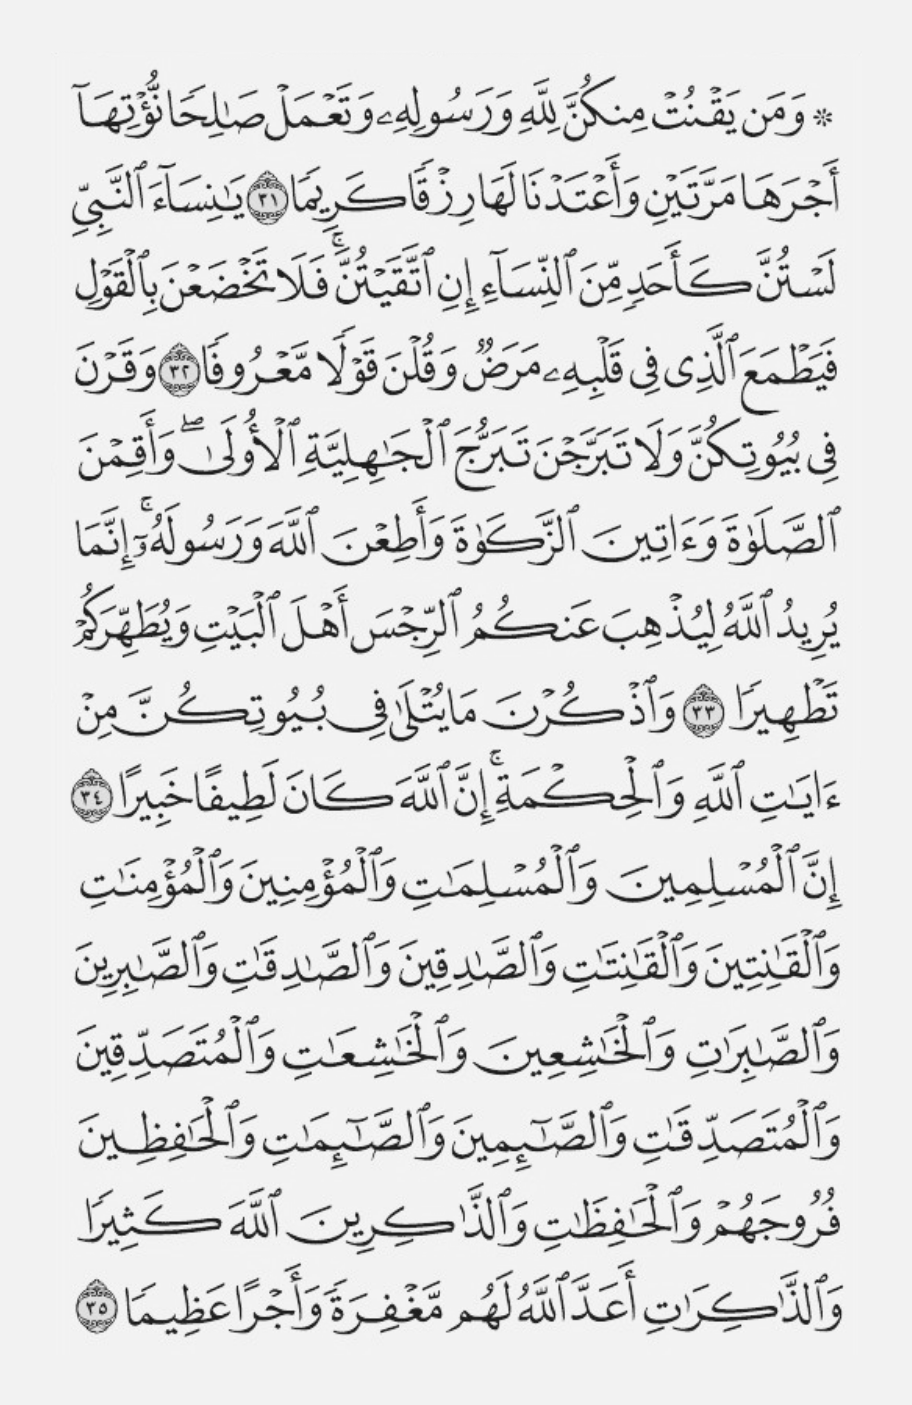 ۞ وَمَن يَقۡنُتۡ مِنكُنَّ لِلَّهِ وَرَسُولِهِۦ وَتَعۡمَلۡ صَٰلِحٗا نُّؤۡتِهَآ
أَجۡرَهَا مَرَّتَيۡنِ وَأَعۡتَدۡنَا لَهَا رِزۡقٗا كَرِيمٗا ٣١ يَٰنِسَآءَ ٱلنَّبِيِّ
لَسۡتُنَّ كَأَحَدٖ مِّنَ ٱلنِّسَآءِ إِنِ ٱتَّقَيۡتُنَّۚ فَلَا تَخۡضَعۡنَ بِٱلۡقَوۡلِ
فَيَطۡمَعَ ٱلَّذِي فِي قَلۡبِهِۦ مَرَضٞ وَقُلۡنَ قَوۡلٗا مَّعۡرُوفٗا ٣٢ وَقَرۡنَ
فِي بُيُوتِكُنَّ وَلَا تَبَرَّجۡنَ تَبَرُّجَ ٱلۡجَٰهِلِيَّةِ ٱلۡأُولَىٰۖ وَأَقِمۡنَ
ٱلصَّلَوٰةَ وَءَاتِينَ ٱلزَّكَوٰةَ وَأَطِعۡنَ ٱللَّهَ وَرَسُولَهُۥٓۚ إِنَّمَا
يُرِيدُ ٱللَّهُ لِيُذۡهِبَ عَنكُمُ ٱلرِّجۡسَ أَهۡلَ ٱلۡبَيۡتِ وَيُطَهِّرَكُمۡ
تَطۡهِيرٗا ٣٣ وَٱذۡكُرۡنَ مَا يُتۡلَىٰ فِي بُيُوتِكُنَّ مِنۡ
ءَايَٰتِ ٱللَّهِ وَٱلۡحِكۡمَةِۚ إِنَّ ٱللَّهَ كَانَ لَطِيفًا خَبِيرًا ٣٤
إِنَّ ٱلۡمُسۡلِمِينَ وَٱلۡمُسۡلِمَٰتِ وَٱلۡمُؤۡمِنِينَ وَٱلۡمُؤۡمِنَٰتِ
وَٱلۡقَٰنِتِينَ وَٱلۡقَٰنِتَٰتِ وَٱلصَّٰدِقِينَ وَٱلصَّٰدِقَٰتِ وَٱلصَّٰبِرِينَ
وَٱلصَّٰبِرَٰتِ وَٱلۡخَٰشِعِينَ وَٱلۡخَٰشِعَٰتِ وَٱلۡمُتَصَدِّقِينَ
وَٱلۡمُتَصَدِّقَٰتِ وَٱلصَّٰٓئِمِينَ وَٱلصَّٰٓئِمَٰتِ وَٱلۡحَٰفِظِينَ
فُرُوجَهُمۡ وَٱلۡحَٰفِظَٰتِ وَٱلذَّٰكِرِينَ ٱللَّهَ كَثِيرٗا
وَٱلذَّٰكِرَٰتِ أَعَدَّ ٱللَّهُ لَهُم مَّغۡفِرَةٗ وَأَجۡرًا عَظِيمٗا ٣٥